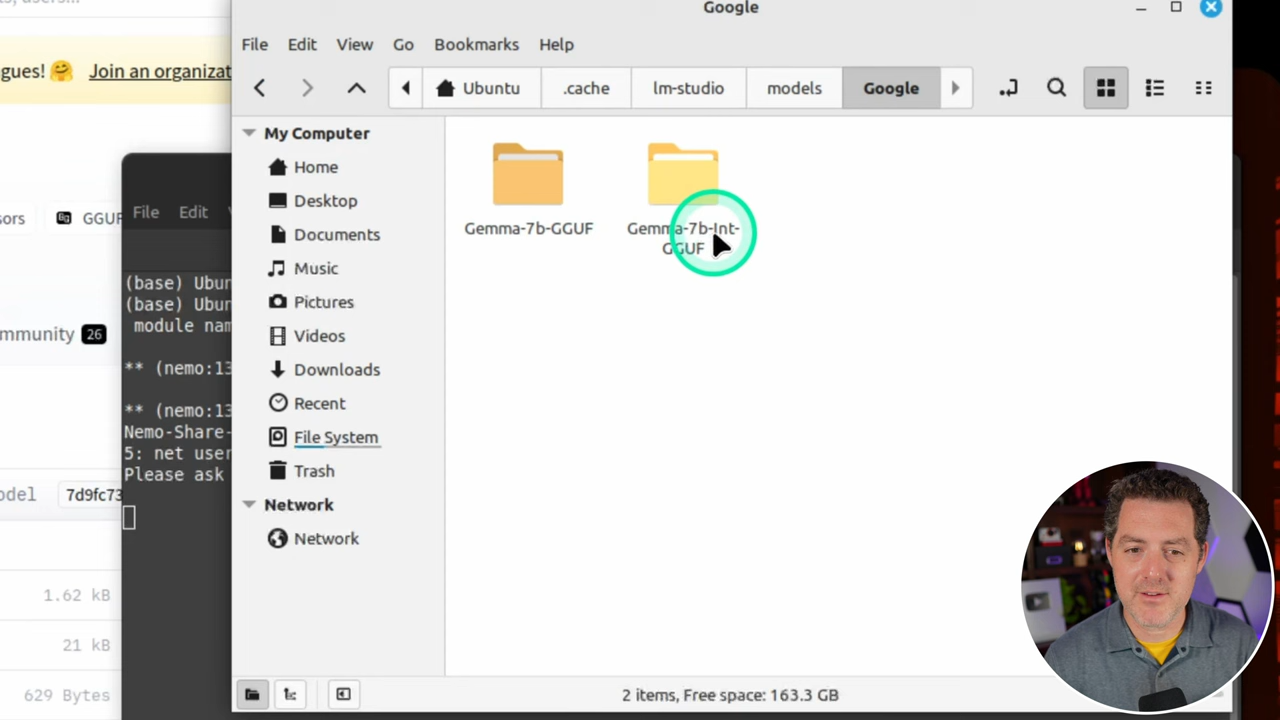 Google
File Edit View Go Bookmarks Help
Ubuntu .cache lm-studio models Google
My Computer
Home
Desktop
Documents
Music
Pictures
Videos
Downloads
Recent
File System
Trash
Network
Network
Gemma-7b-GGUF
Gemma-7b-Int-
GGUF
2 items, Free space: 163.3 GB
gues! 🤗 Join an organizat
sors GGUF
mmunity 26
odel 7d9fc73
1.62 kB
21 kB
629 Bytes
File Edit
(base) Ubun
(base) Ubun
module nam
** (nemo:13
** (nemo:13
Nemo-Share-
5: net user
Please ask